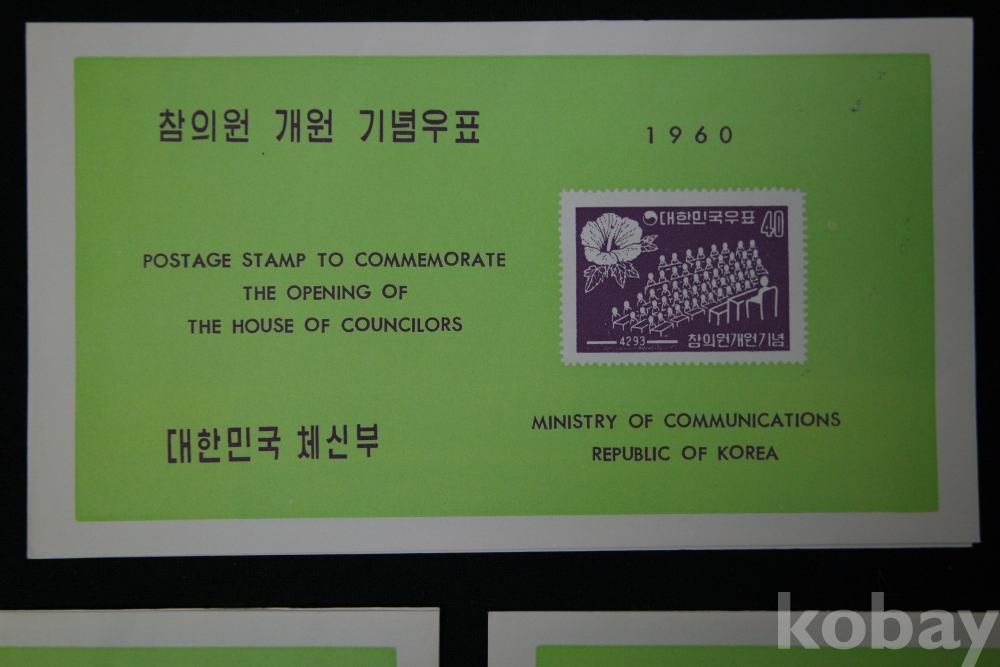 참의원 개원 기념우표
1960
대한민국우표 40
POSTAGE STAMP TO COMMEMORATE
THE OPENING OF
THE HOUSE OF COUNCILORS
4293
참의원개원기념
대한민국 체신부
MINISTRY OF COMMUNICATIONS
REPUBLIC OF KOREA
kobay